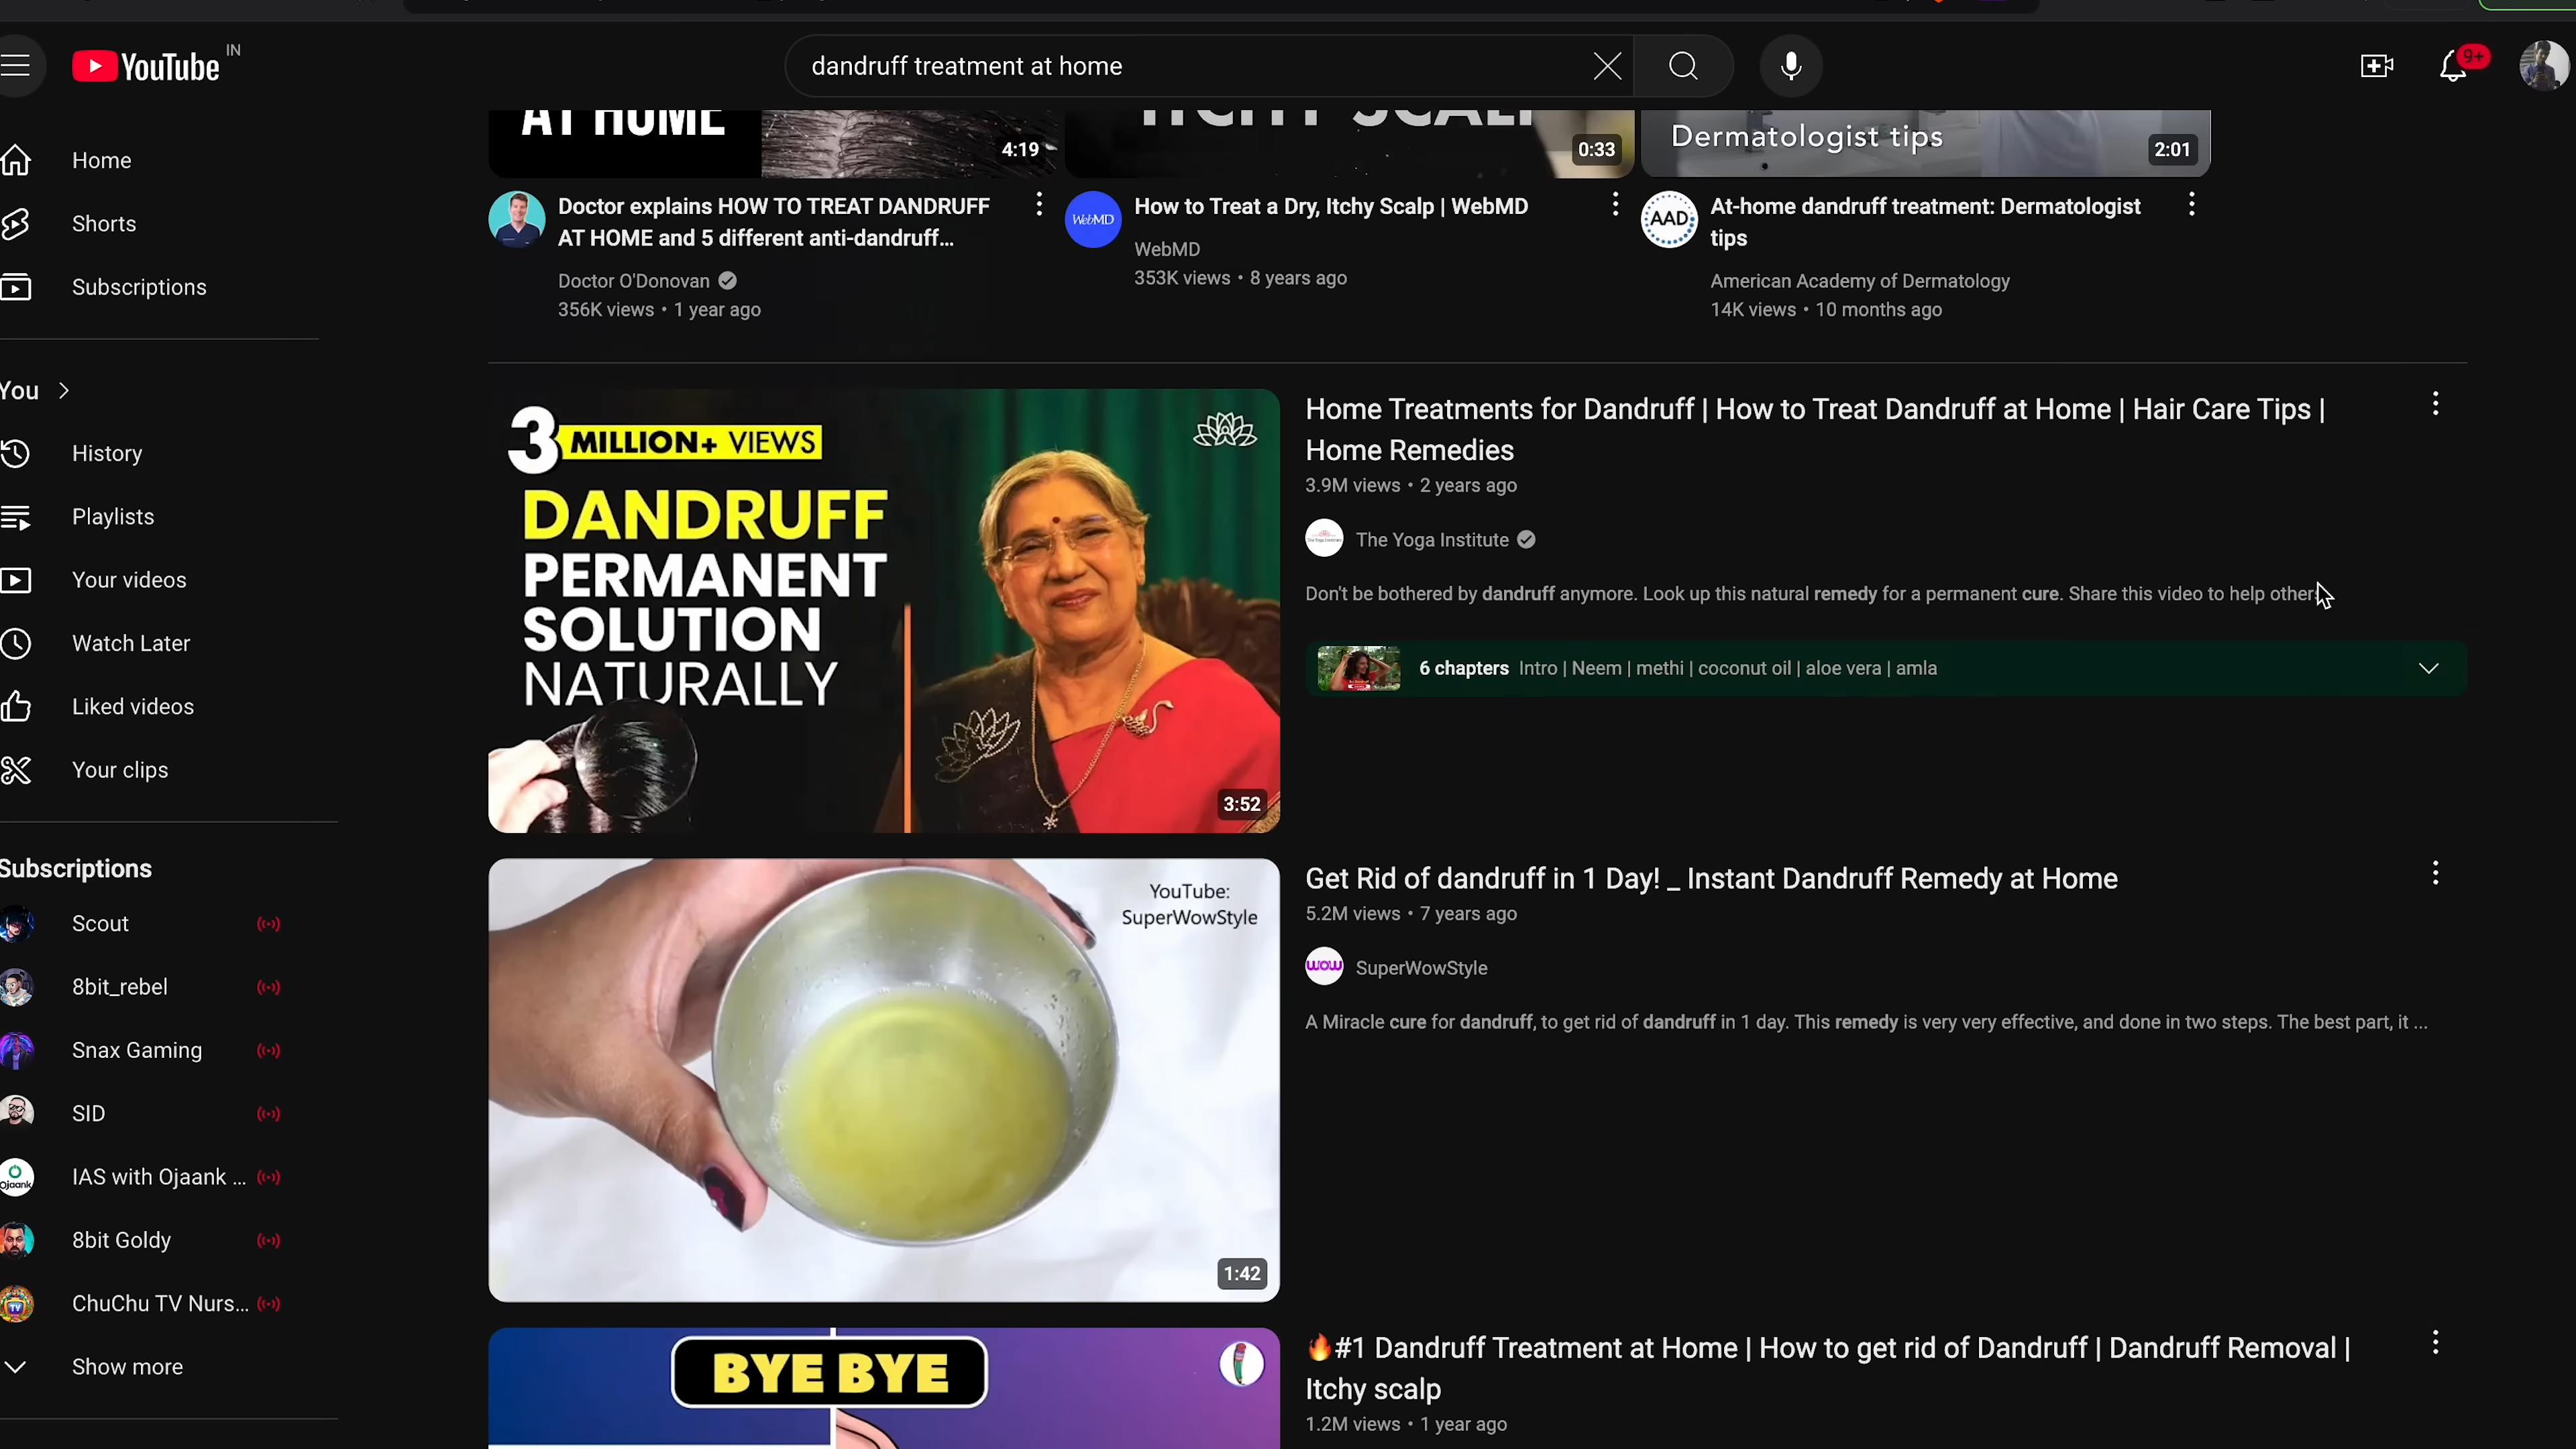 YouTube IN
dandruff treatment at home
9+
Home
Shorts
Subscriptions
You
History
Playlists
Your videos
Watch Later
Liked videos
Your clips
Subscriptions
Scout
8bit_rebel
Snax Gaming
SID
Ojaank
IAS with Ojaank ...
8bit Goldy
TV
ChuChu TV Nurs...
Show more
AT HOME
4:19
Doctor explains HOW TO TREAT DANDRUFF
AT HOME and 5 different anti-dandruff...
Doctor O'Donovan
356K views • 1 year ago
ITCHY SCALP
0:33
WebMD
How to Treat a Dry, Itchy Scalp | WebMD
WebMD
353K views • 8 years ago
Dermatologist tips
2:01
AAD
At-home dandruff treatment: Dermatologist
tips
American Academy of Dermatology
14K views • 10 months ago
3 MILLION+ VIEWS
DANDRUFF
PERMANENT
SOLUTION
NATURALLY
3:52
Home Treatments for Dandruff | How to Treat Dandruff at Home | Hair Care Tips |
Home Remedies
3.9M views • 2 years ago
The Yoga Institute
Don't be bothered by dandruff anymore. Look up this natural remedy for a permanent cure. Share this video to help others
6 chapters Intro | Neem | methi | coconut oil | aloe vera | amla
YouTube:
SuperWowStyle
1:42
Get Rid of dandruff in 1 Day! _ Instant Dandruff Remedy at Home
5.2M views • 7 years ago
WOW
SuperWowStyle
A Miracle cure for dandruff, to get rid of dandruff in 1 day. This remedy is very very effective, and done in two steps. The best part, it ...
BYE BYE
🔥#1 Dandruff Treatment at Home | How to get rid of Dandruff | Dandruff Removal |
Itchy scalp
1.2M views • 1 year ago